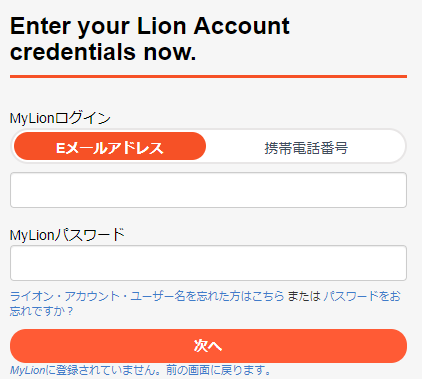 Enter your Lion Account
credentials now.
MyLionログイン
Eメールアドレス 携帯電話番号
MyLionパスワード
ライオン・アカウント・ユーザー名を忘れた方はこちら または パスワードをお
忘れですか？
次へ
MyLionに登録されていません。前の画面に戻ります。